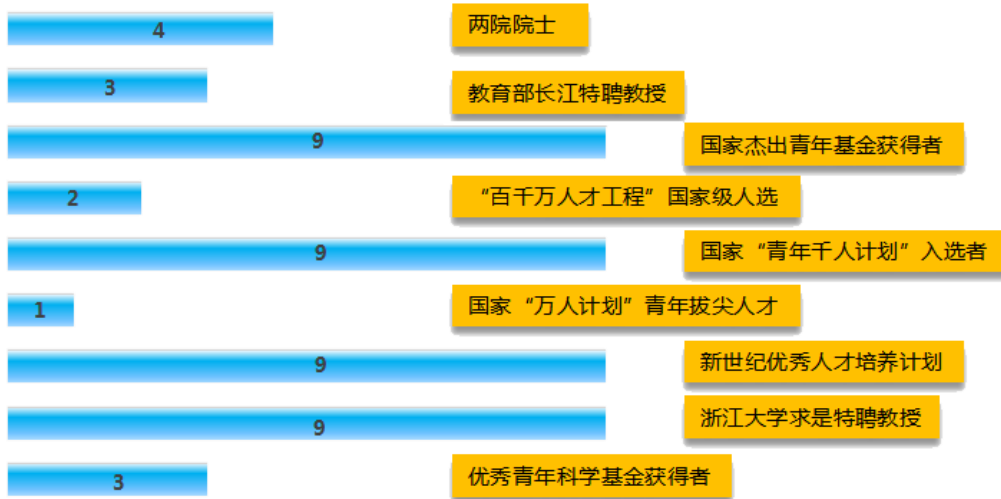 4 两院院士
3 教育部长江特聘教授
9 国家杰出青年基金获得者
2 “百千万人才工程”国家级人选
9 国家“青年千人计划”入选者
1 国家“万人计划”青年拔尖人才
9 新世纪优秀人才培养计划
9 浙江大学求是特聘教授
3 优秀青年科学基金获得者